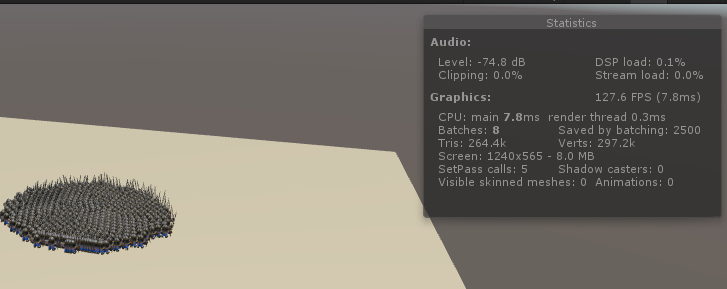 Statistics
Audio:
Level: -74.8 dB DSP load: 0.1%
Clipping: 0.0% Stream load: 0.0%
Graphics: 127.6 FPS (7.8ms)
CPU: main 7.8ms render thread 0.3ms
Batches: 8 Saved by batching: 2500
Tris: 264.4k Verts: 297.2k
Screen: 1240x565 - 8.0 MB
SetPass calls: 5 Shadow casters: 0
Visible skinned meshes: 0 Animations: 0